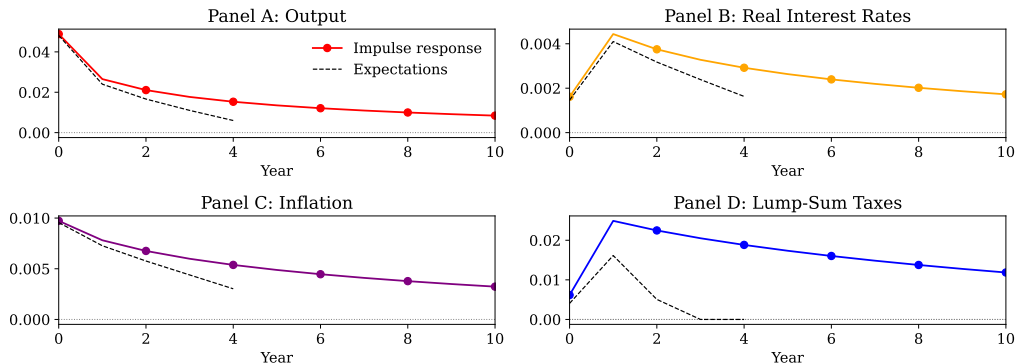 Panel A: Output
0.04
0.02
0.00
Impulse response
Expectations
0 2 4 6 8 10
Year
Panel B: Real Interest Rates
0.004
0.002
0.000
0 2 4 6 8 10
Year
Panel C: Inflation
0.010
0.005
0.000
0 2 4 6 8 10
Year
Panel D: Lump-Sum Taxes
0.02
0.01
0.00
0 2 4 6 8 10
Year